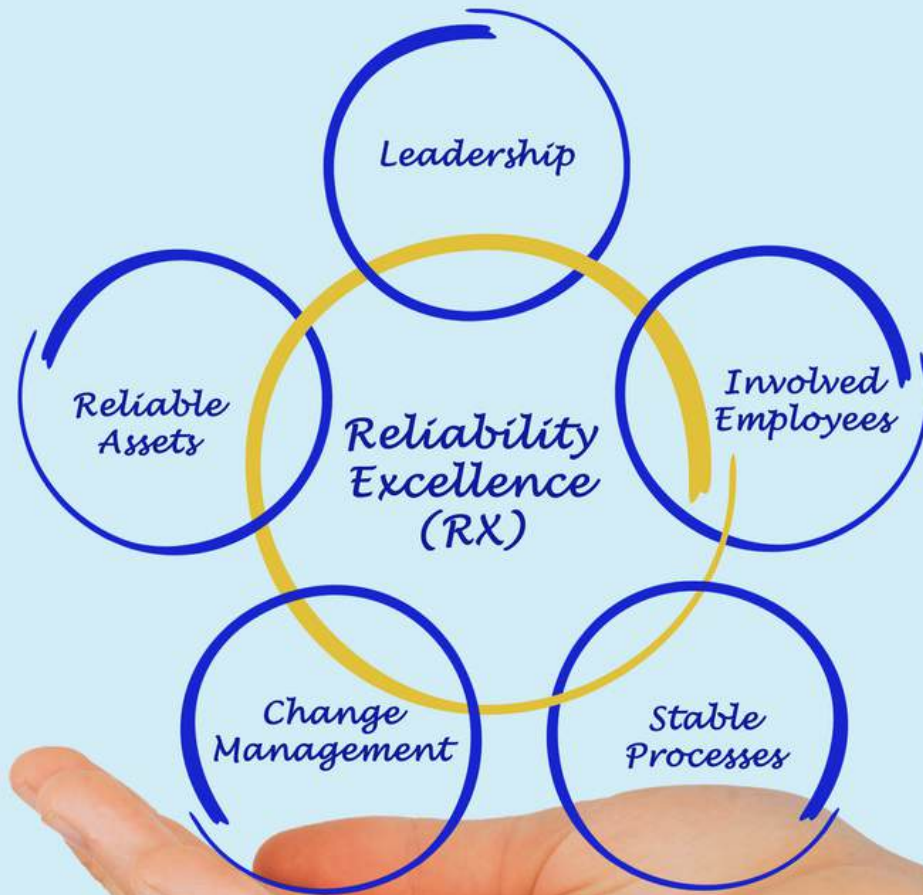 Leadership
Reliable
Assets
Involved
Employees
Reliability
Excellence
(RX)
Change
Management
Stable
Processes